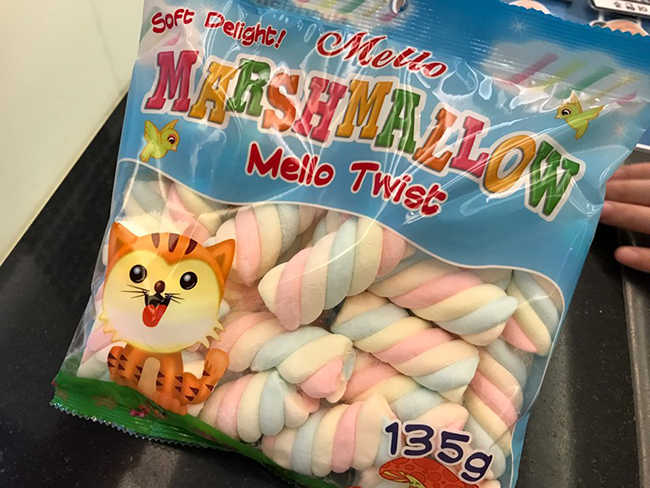 Soft Delight!
Mello
MARSHMALLOW
Mello Twist
135g